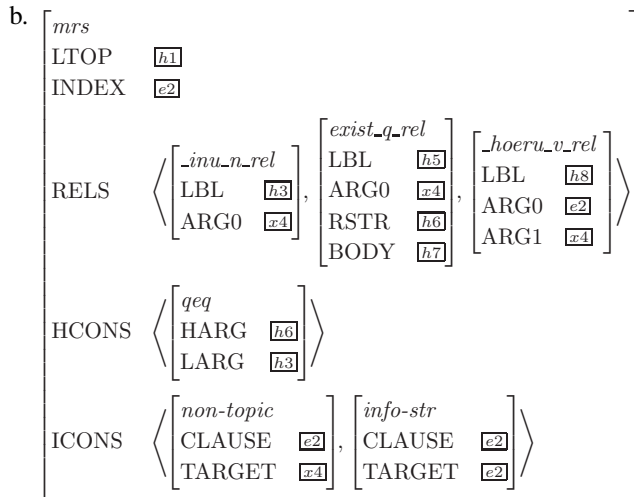 b.
mrs
LTOP h1
INDEX e2
RELS ⟨ [ _inu_n_rel LBL h3 ARG0 x4 ], [ exist_q_rel LBL h5 ARG0 x4 RSTR h6 BODY h7 ], [ _hoeru_v_rel LBL h8 ARG0 e2 ARG1 x4 ] ⟩
HCONS ⟨ [ qeq HARG h6 LARG h3 ] ⟩
ICONS ⟨ [ non-topic CLAUSE e2 TARGET x4 ], [ info-str CLAUSE e2 TARGET e2 ] ⟩